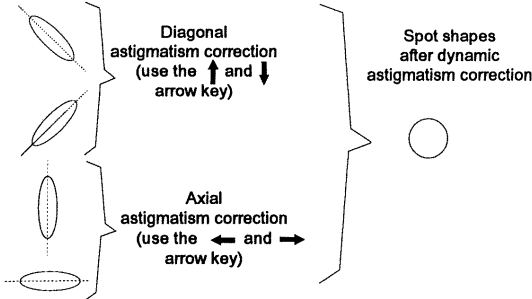 Diagonal
astigmatism correction
(use the ↑ and ↓
arrow key)
Axial
astigmatism correction
(use the ← and →
arrow key)
Spot shapes
after dynamic
astigmatism correction